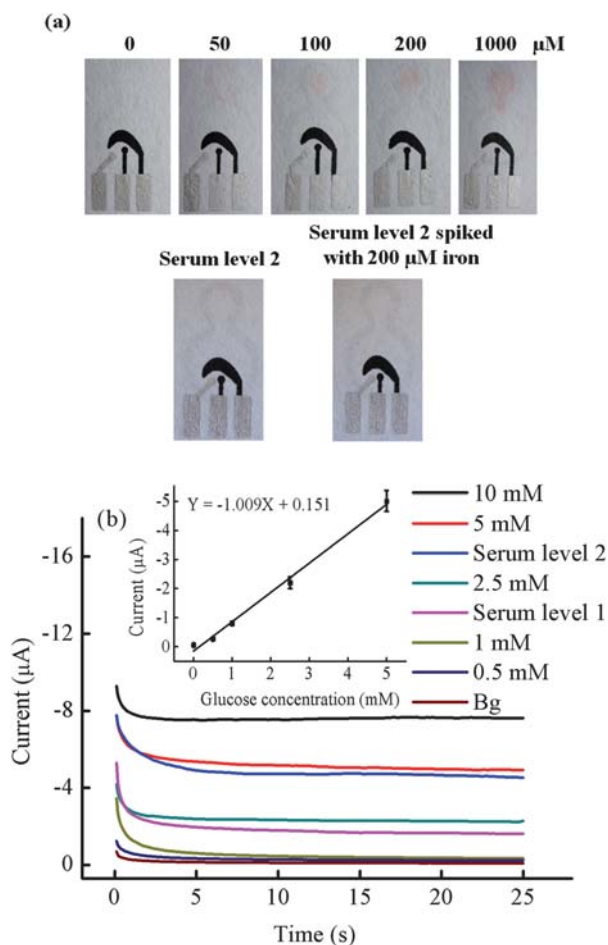 (a)
0 50 100 200 1000 μM
Serum level 2
Serum level 2 spiked
with 200 μM iron
(b)
Y = -1.009X + 0.151
Current (μA)
-5
-4
-3
-2
-1
0
0 1 2 3 4 5
Glucose concentration (mM)
10 mM
5 mM
Serum level 2
2.5 mM
Serum level 1
1 mM
0.5 mM
Bg
Current (μA)
-16
-12
-8
-4
0
0 5 10 15 20 25
Time (s)